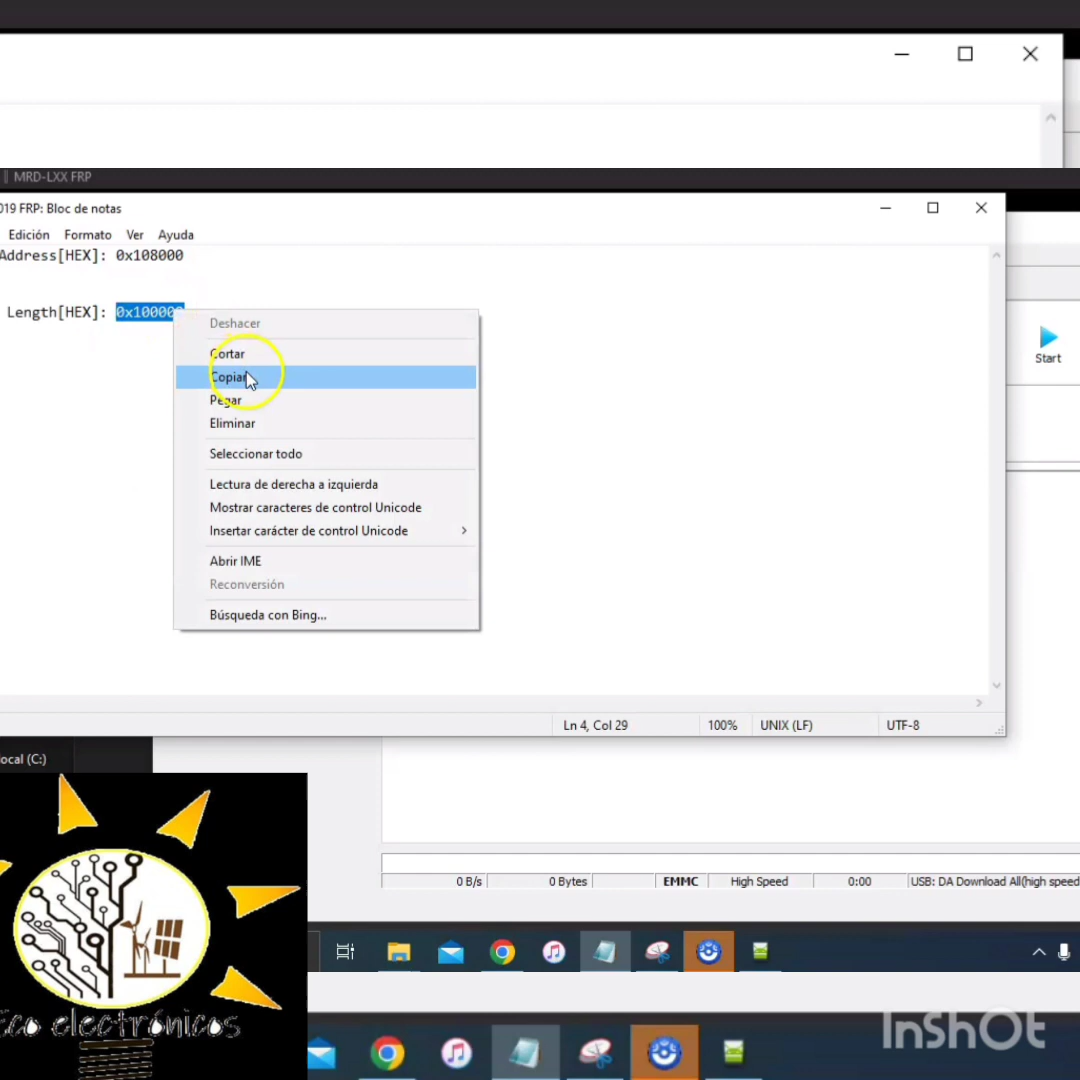 MRD-LXX FRP
019 FRP: Bloc de notas
Edición Formato Ver Ayuda
Address[HEX]: 0x108000
Length[HEX]: 0x100000
Deshacer
Cortar
Copiar
Pegar
Eliminar
Seleccionar todo
Lectura de derecha a izquierda
Mostrar caracteres de control Unicode
Insertar carácter de control Unicode
Abrir IME
Reconversión
Búsqueda con Bing...
Start
Ln 4, Col 29 100% UNIX (LF) UTF-8
ocal (C:)
0 B/s 0 Bytes EMMC High Speed 0:00 USB: DA Download All(high speed
Eco electrónicos
InShOt